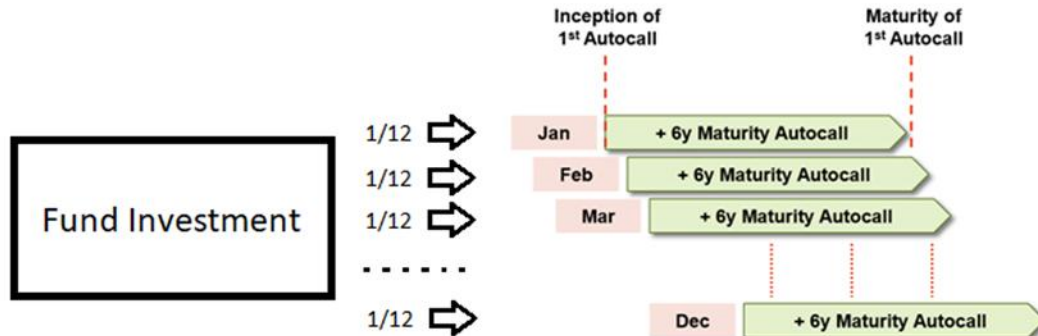 Inception of
1st Autocall
Maturity of
1st Autocall
1/12
Jan
+ 6y Maturity Autocall
1/12
Feb
+ 6y Maturity Autocall
Fund Investment
1/12
Mar
+ 6y Maturity Autocall
1/12
Dec
+ 6y Maturity Autocall